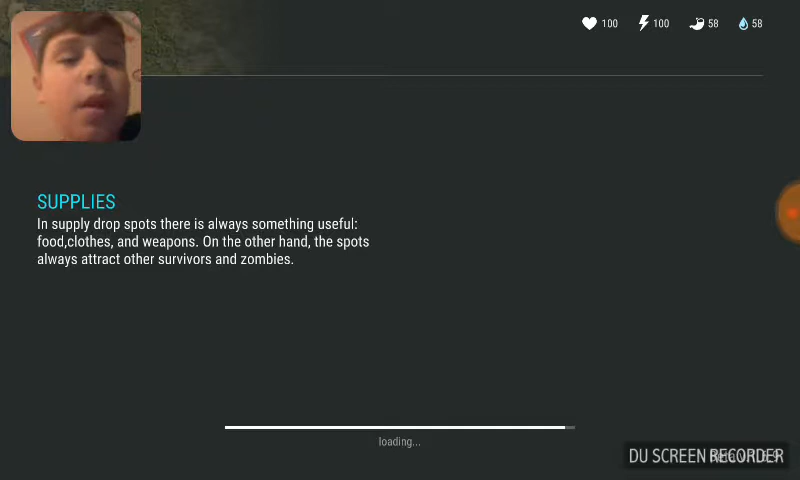 100 100 58 58
SUPPLIES
In supply drop spots there is always something useful:
food,clothes, and weapons. On the other hand, the spots
always attract other survivors and zombies.
loading...
DU SCREEN RECORDER